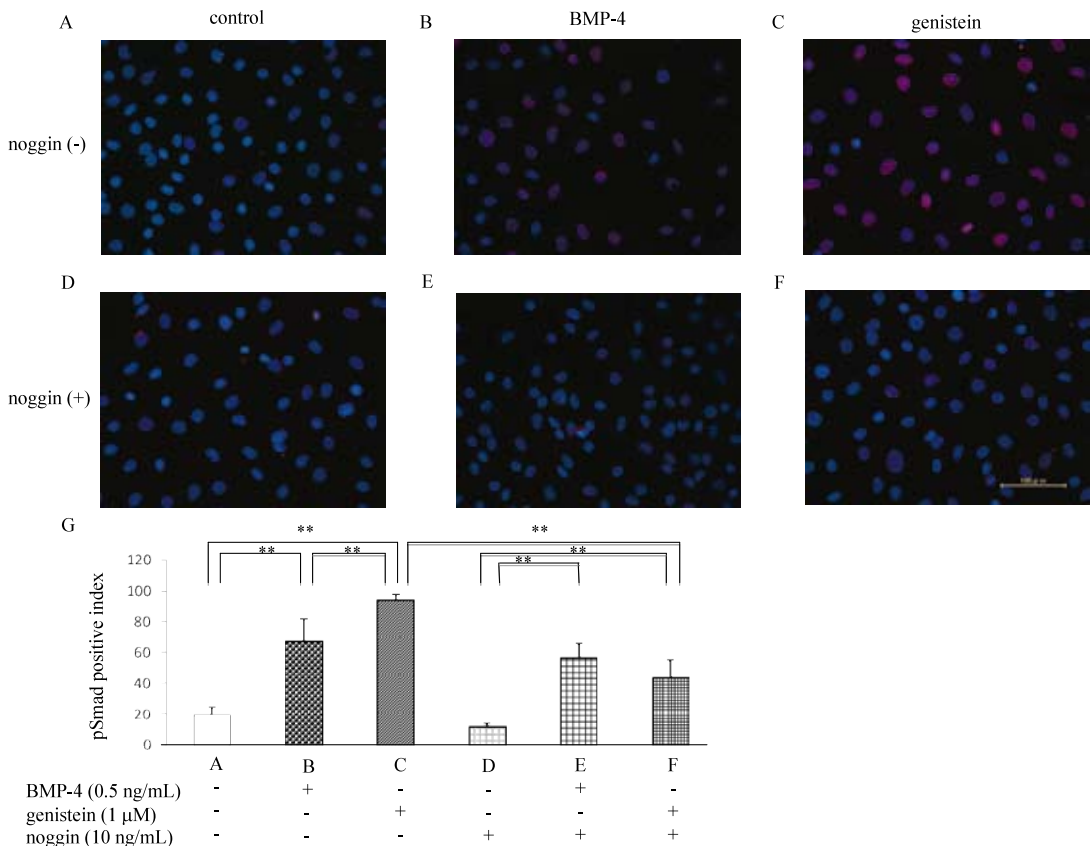 A control B BMP-4 C genistein
noggin (-)
D E F
noggin (+)
G
** **
** ** **
**
pSmad positive index
120
100
80
60
40
20
0
A B C D E F
BMP-4 (0.5 ng/mL) - + - - + -
genistein (1 μM) - - + - - +
noggin (10 ng/mL) - - - + + +